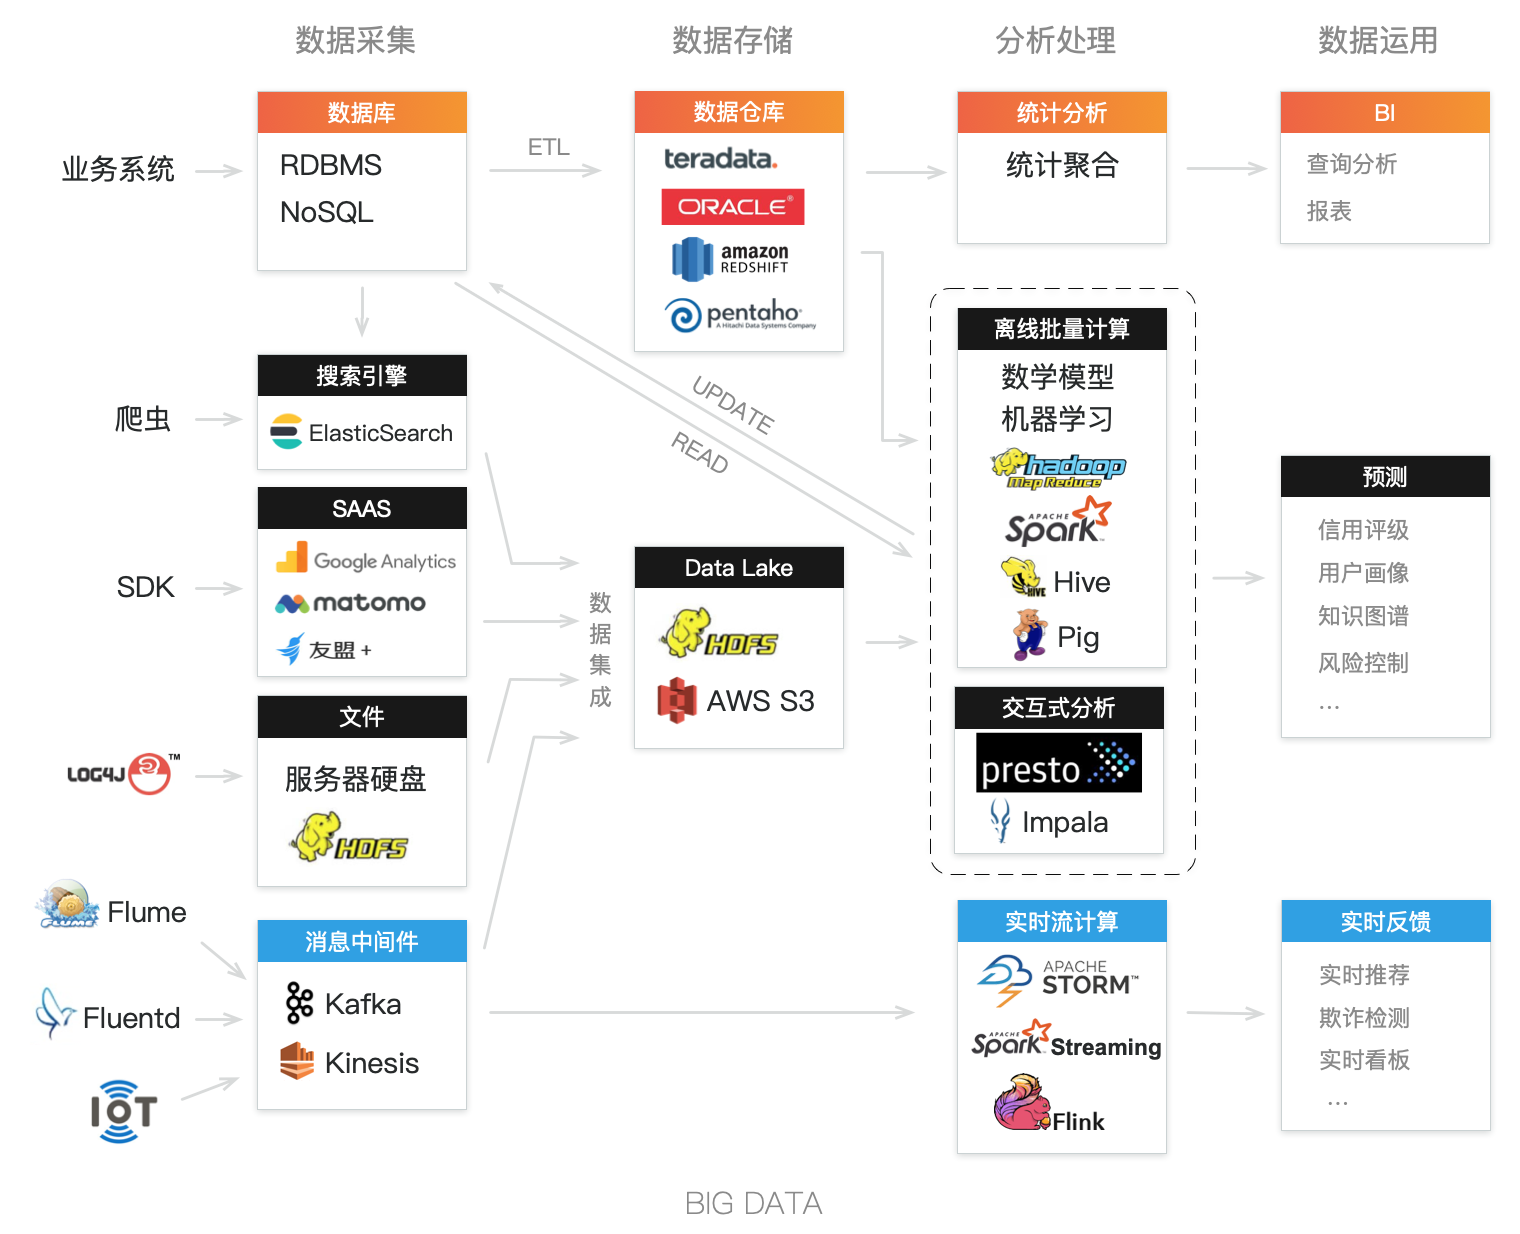 数据采集
数据存储
分析处理
数据运用
业务系统
数据库
RDBMS
NoSQL
ETL
数据仓库
teradata.
ORACLE®
amazon
REDSHIFT
pentaho
A Hitachi Data Systems Company
统计分析
统计聚合
BI
查询分析
报表
爬虫
搜索引擎
ElasticSearch
UPDATE
READ
SDK
SAAS
Google Analytics
matomo
友盟+
数据集成
Data Lake
HDFS
AWS S3
离线批量计算
数学模型
机器学习
hadoop
Map Reduce
APACHE
Spark™
HIVE
Hive
Pig
交互式分析
presto
Impala
预测
信用评级
用户画像
知识图谱
风险控制
...
LOG4J™
文件
服务器硬盘
HDFS
FLUME
Flume
Fluentd
IOT
消息中间件
Kafka
Kinesis
实时流计算
APACHE
STORM™
APACHE
Spark™ Streaming
Flink
实时反馈
实时推荐
欺诈检测
实时看板
...
BIG DATA